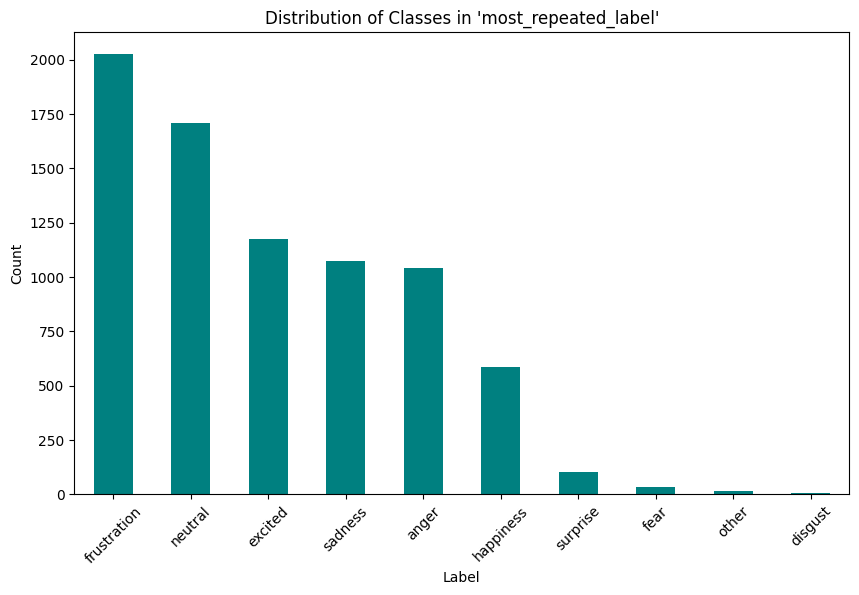 Distribution of Classes in 'most_repeated_label'
2000
1750
1500
1250
1000
750
500
250
0
Count
frustration
neutral
excited
sadness
anger
happiness
surprise
fear
other
disgust
Label